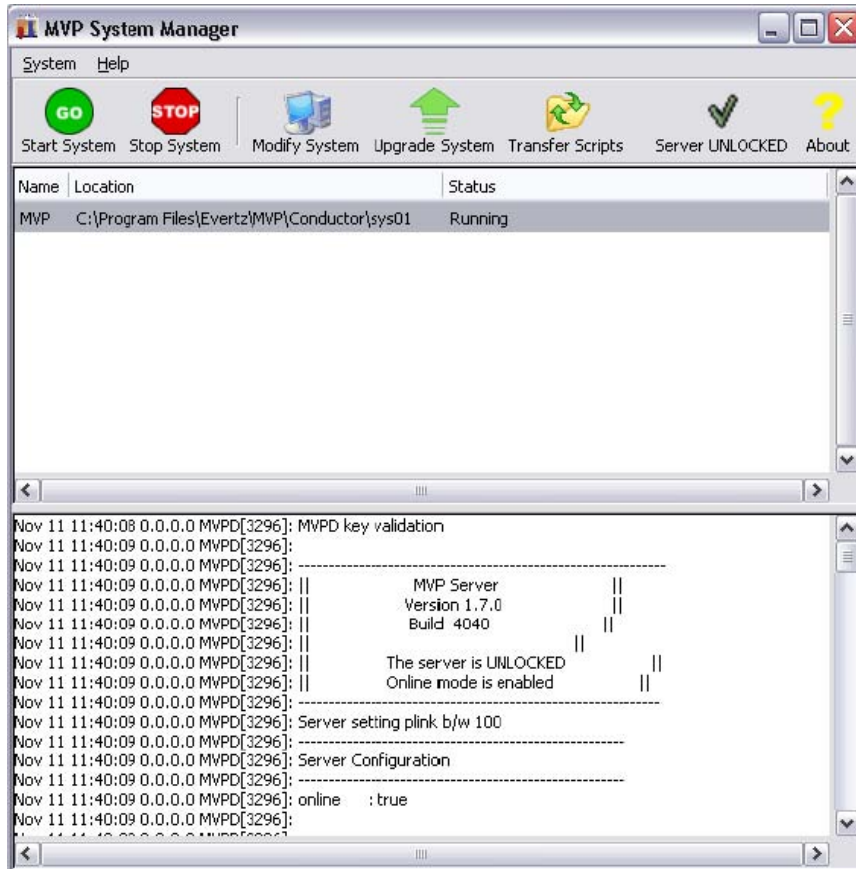 MVP System Manager
System Help
GO STOP ?
Start System Stop System Modify System Upgrade System Transfer Scripts Server UNLOCKED About
Name Location Status
MVP C:\Program Files\Evertz\MVP\Conductor\sys01 Running
Nov 11 11:40:08 0.0.0.0 MVPD[3296]: MVPD key validation
Nov 11 11:40:09 0.0.0.0 MVPD[3296]:
Nov 11 11:40:09 0.0.0.0 MVPD[3296]: ------------------------------------------------------------
Nov 11 11:40:09 0.0.0.0 MVPD[3296]: || MVP Server ||
Nov 11 11:40:09 0.0.0.0 MVPD[3296]: || Version 1.7.0 ||
Nov 11 11:40:09 0.0.0.0 MVPD[3296]: || Build 4040 ||
Nov 11 11:40:09 0.0.0.0 MVPD[3296]: || ||
Nov 11 11:40:09 0.0.0.0 MVPD[3296]: || The server is UNLOCKED ||
Nov 11 11:40:09 0.0.0.0 MVPD[3296]: || Online mode is enabled ||
Nov 11 11:40:09 0.0.0.0 MVPD[3296]: -----------------------------------------------------------
Nov 11 11:40:09 0.0.0.0 MVPD[3296]: Server setting plink b/w 100
Nov 11 11:40:09 0.0.0.0 MVPD[3296]: -----------------------------------------------------
Nov 11 11:40:09 0.0.0.0 MVPD[3296]: Server Configuration
Nov 11 11:40:09 0.0.0.0 MVPD[3296]: -----------------------------------------------------
Nov 11 11:40:09 0.0.0.0 MVPD[3296]: online : true
Nov 11 11:40:09 0.0.0.0 MVPD[3296]: